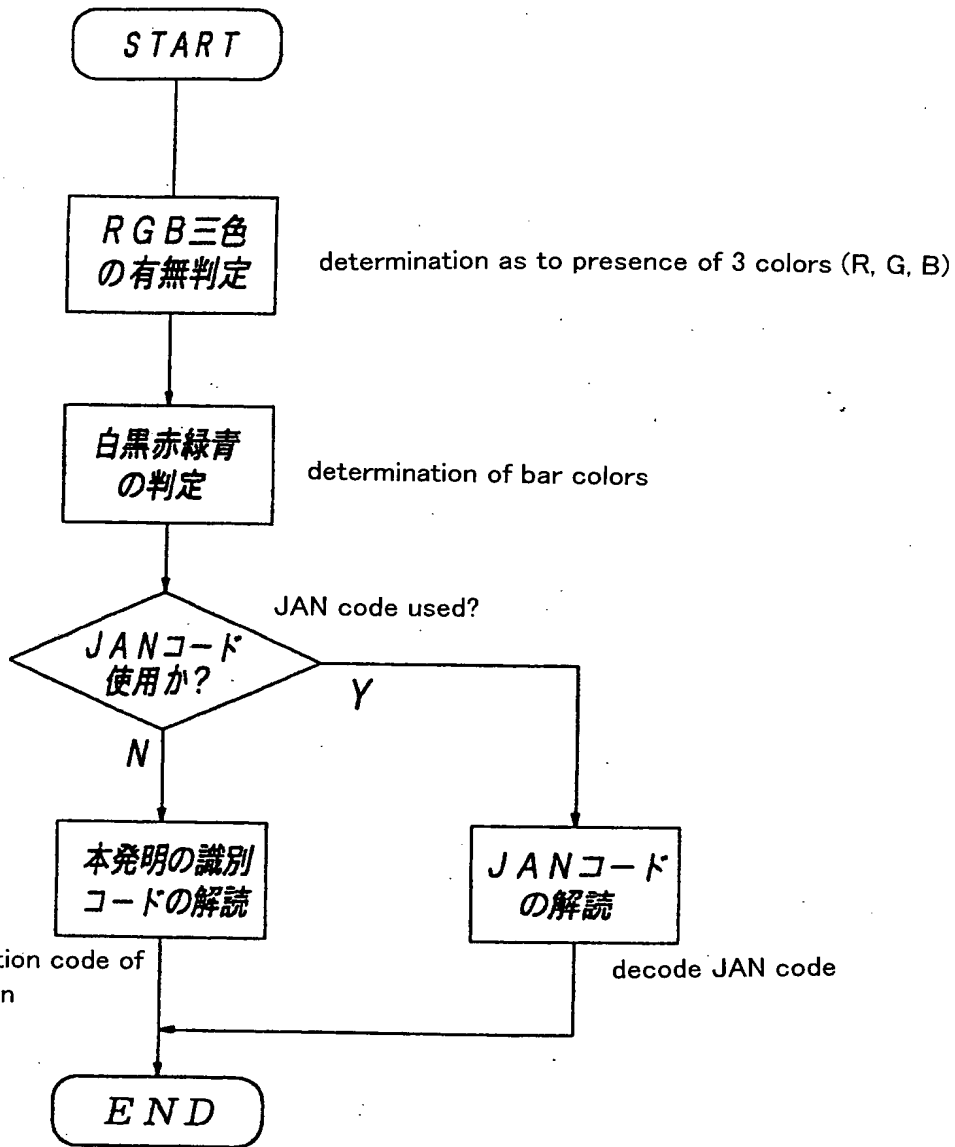 START
RGB三色
の有無判定
determination as to presence of 3 colors (R, G, B)
白黒赤緑青
の判定
determination of bar colors
JAN code used?
JANコード
使用か?
Y
N
本発明の識別
コードの解読
JANコード
の解読
tion code of
n
decode JAN code
END